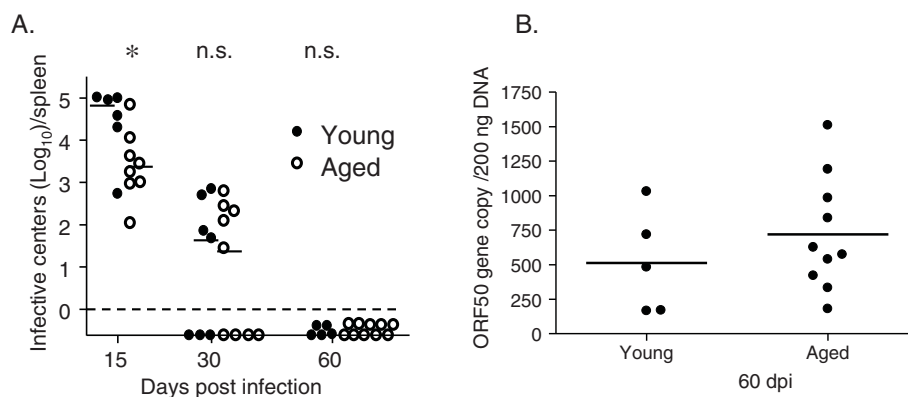 A.
* n.s. n.s.
Infective centers (Log10)/spleen
5
4
3
2
1
0
Young
Aged
15 30 60
Days post infection
B.
ORF50 gene copy /200 ng DNA
1750
1500
1250
1000
750
500
250
0
Young Aged
60 dpi